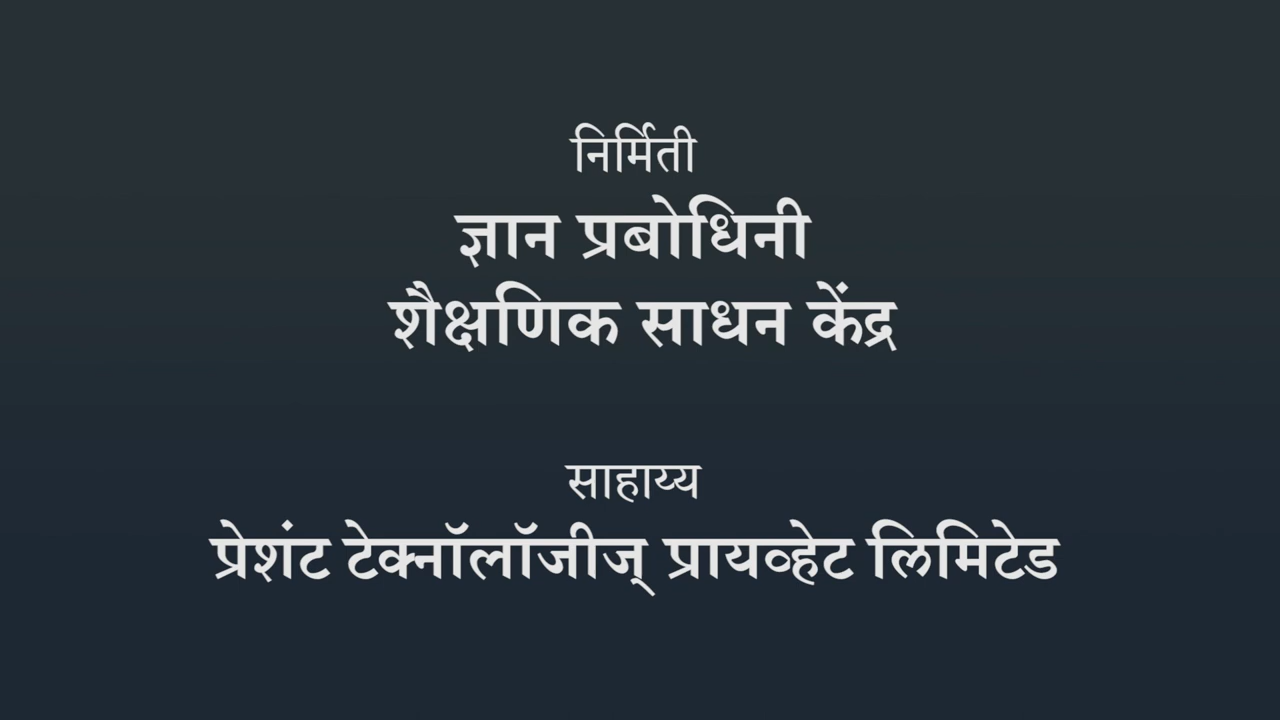 निर्मिती
ज्ञान प्रबोधिनी
शैक्षणिक साधन केंद्र
साहाय्य
प्रेशंट टेक्नॉलॉजीज् प्रायव्हेट लिमिटेड